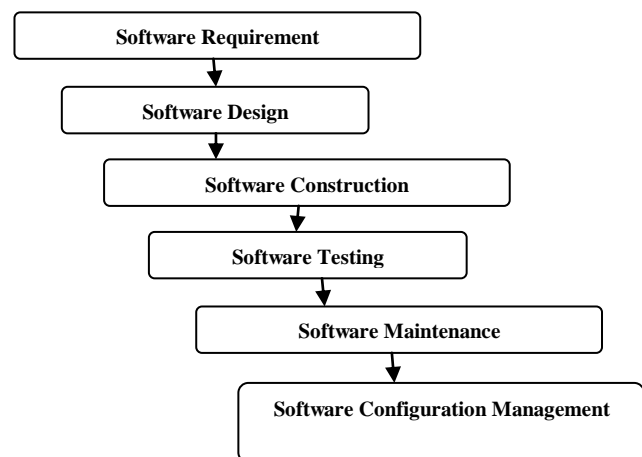 Software Requirement
Software Design
Software Construction
Software Testing
Software Maintenance
Software Configuration Management